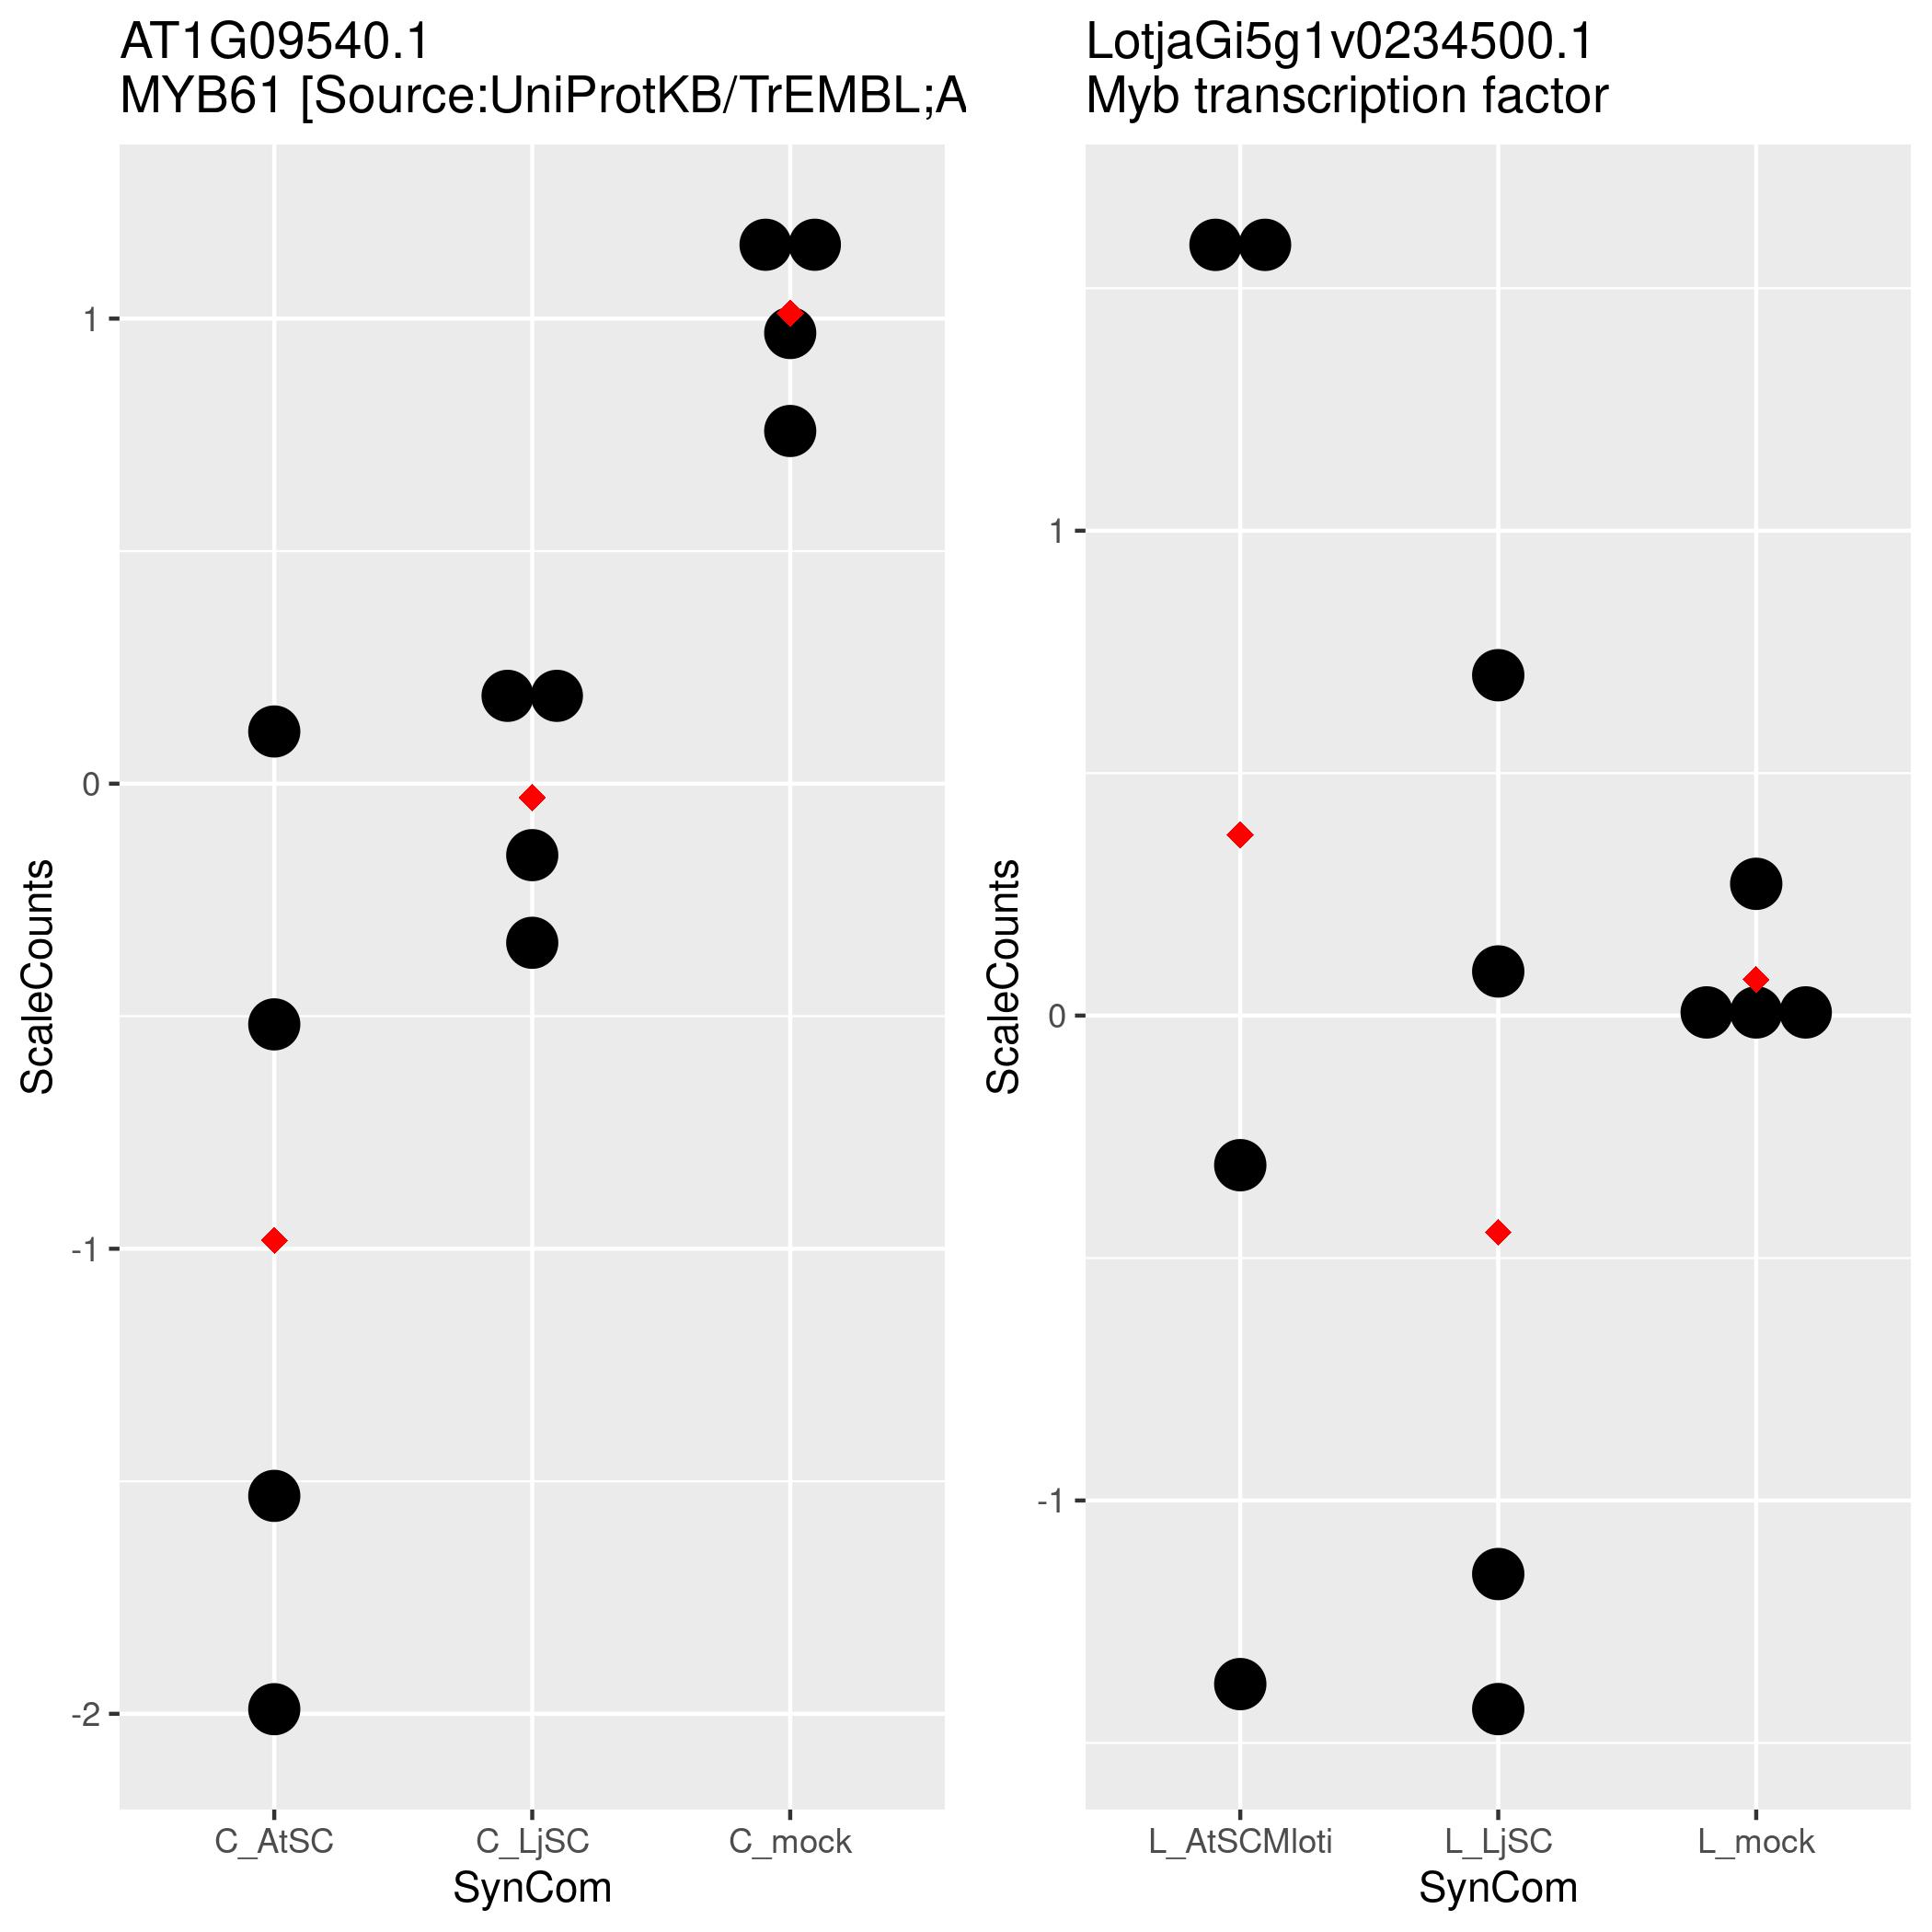 AT1G09540.1
MYB61 [Source:UniProtKB/TrEMBL;A
ScaleCounts
1
0
-1
-2
C_AtSC
C_LjSC
C_mock
SynCom
LotjaGi5g1v0234500.1
Myb transcription factor
ScaleCounts
1
0
-1
L_AtSCMloti
L_LjSC
L_mock
SynCom